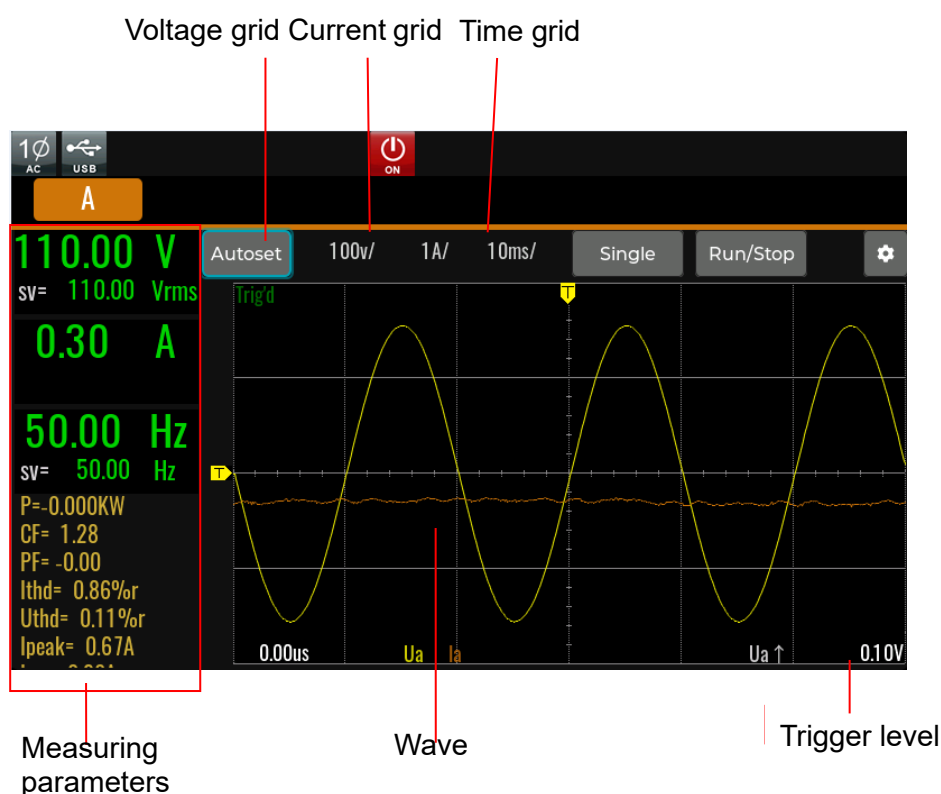 Voltage grid Current grid Time grid
1Ø
AC
USB
ON
A
110.00 V
sv= 110.00 Vrms
0.30 A
50.00 Hz
sv= 50.00 Hz
P=-0.000KW
CF= 1.28
PF= -0.00
Ithd= 0.86%r
Uthd= 0.11%r
Ipeak= 0.67A
Autoset 100v/ 1A/ 10ms/ Single Run/Stop
Trig'd
T
T
0.00us Ua Ia Ua↑ 0.10V
Measuring
parameters
Wave
Trigger level